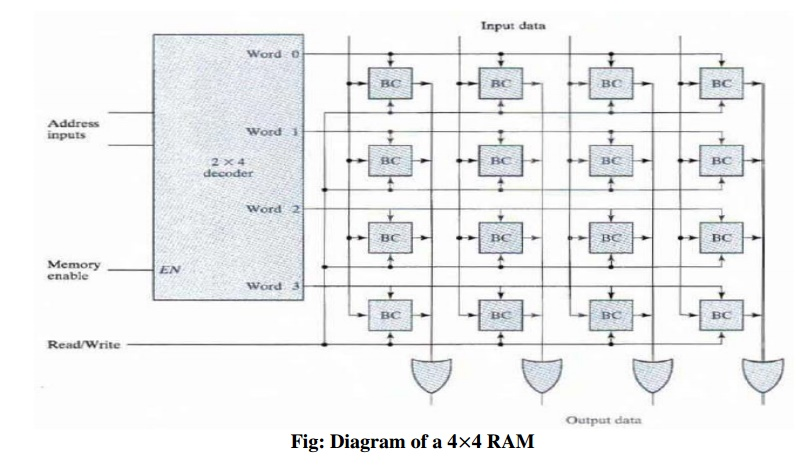 Input data
Word 0
BC BC BC BC
Address
inputs
Word 1
2 × 4
decoder
BC BC BC BC
Word 2
BC BC BC BC
Memory
enable
EN
Word 3
BC BC BC BC
Read/Write
Output data
Fig: Diagram of a 4×4 RAM